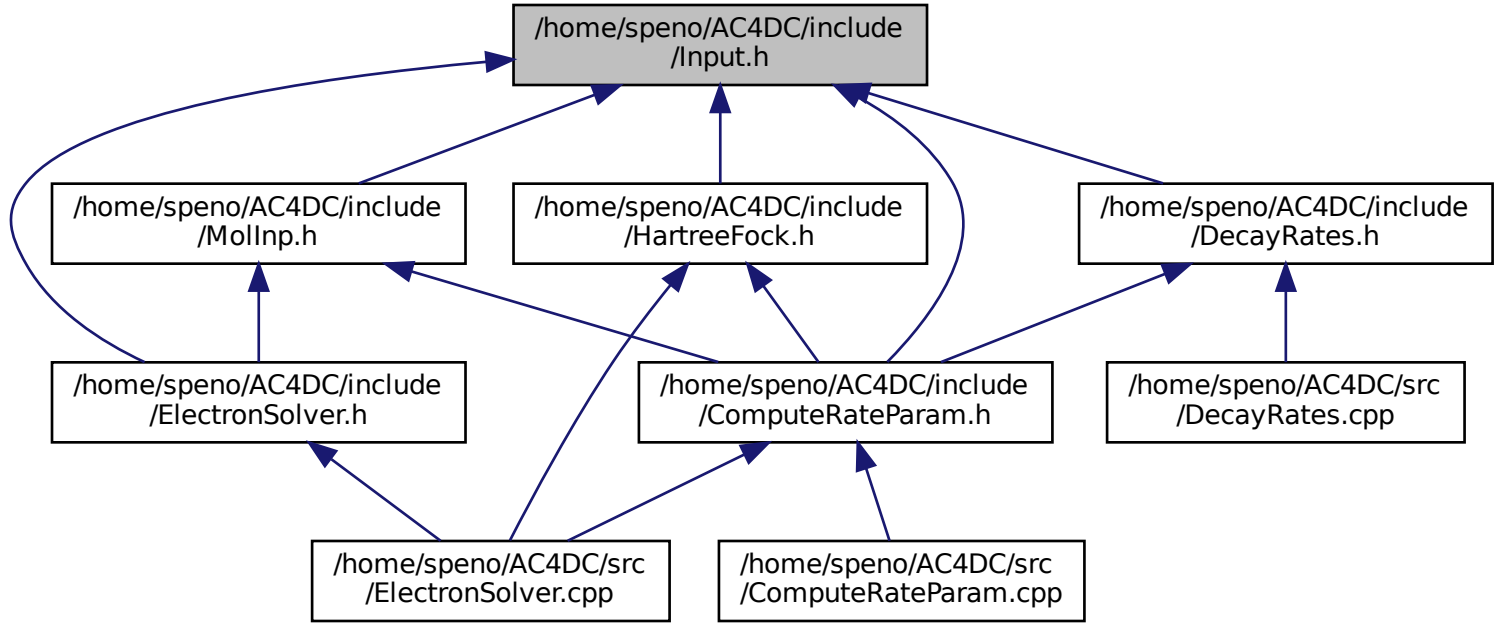 /home/speno/AC4DC/include
/Input.h
/home/speno/AC4DC/include
/MolInp.h
/home/speno/AC4DC/include
/HartreeFock.h
/home/speno/AC4DC/include
/DecayRates.h
/home/speno/AC4DC/include
/ElectronSolver.h
/home/speno/AC4DC/include
/ComputeRateParam.h
/home/speno/AC4DC/src
/DecayRates.cpp
/home/speno/AC4DC/src
/ElectronSolver.cpp
/home/speno/AC4DC/src
/ComputeRateParam.cpp